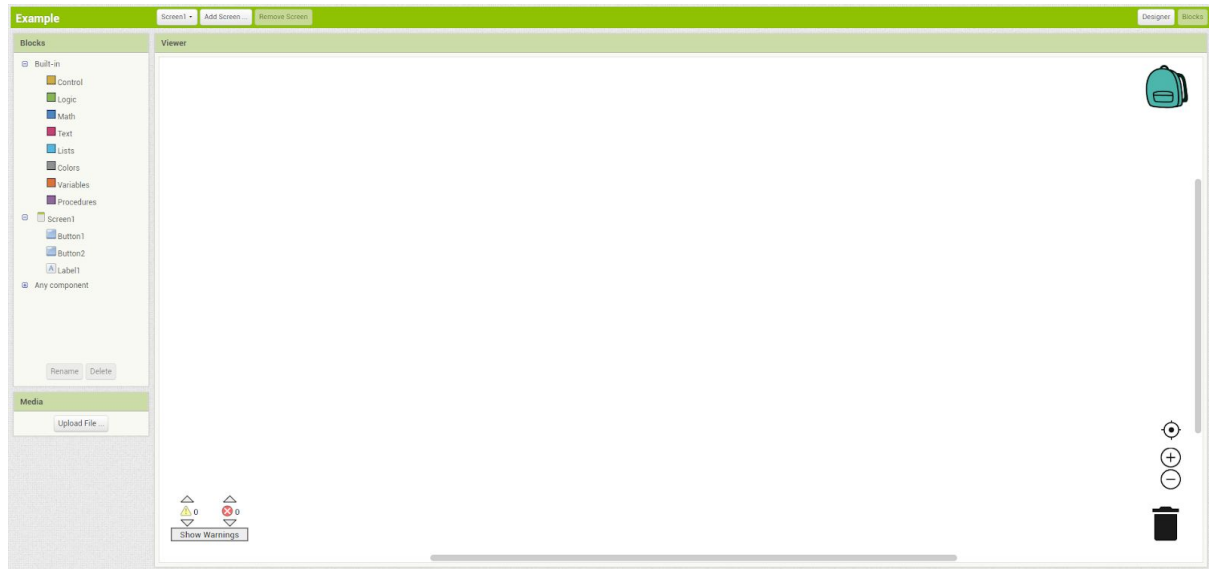 Example
Screen1
Add Screen ...
Remove Screen
Designer
Blocks
Blocks
Viewer
Built-in
Control
Logic
Math
Text
Lists
Colors
Variables
Procedures
Screen1
Button1
Button2
A Label1
Any component
Rename Delete
Media
Upload File ...
0 0
Show Warnings